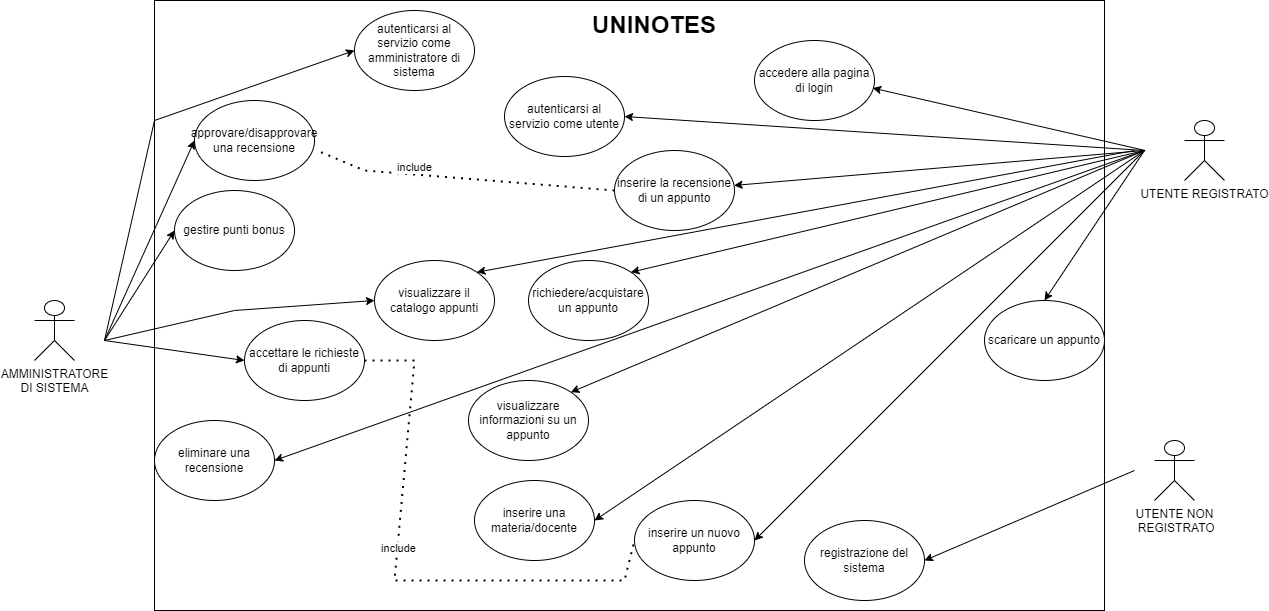 UNINOTES
autenticarsi al
servizio come
amministratore di
sistema
accedere alla pagina
di login
autenticarsi al
servizio come utente
approvare/disapprovare
una recensione
include
inserire la recensione
di un appunto
UTENTE REGISTRATO
gestire punti bonus
visualizzare il
catalogo appunti
richiedere/acquistare
un appunto
scaricare un appunto
accettare le richieste
di appunti
AMMINISTRATORE
DI SISTEMA
visualizzare
informazioni su un
appunto
eliminare una
recensione
inserire una
materia/docente
inserire un nuovo
appunto
include
registrazione del
sistema
UTENTE NON
REGISTRATO